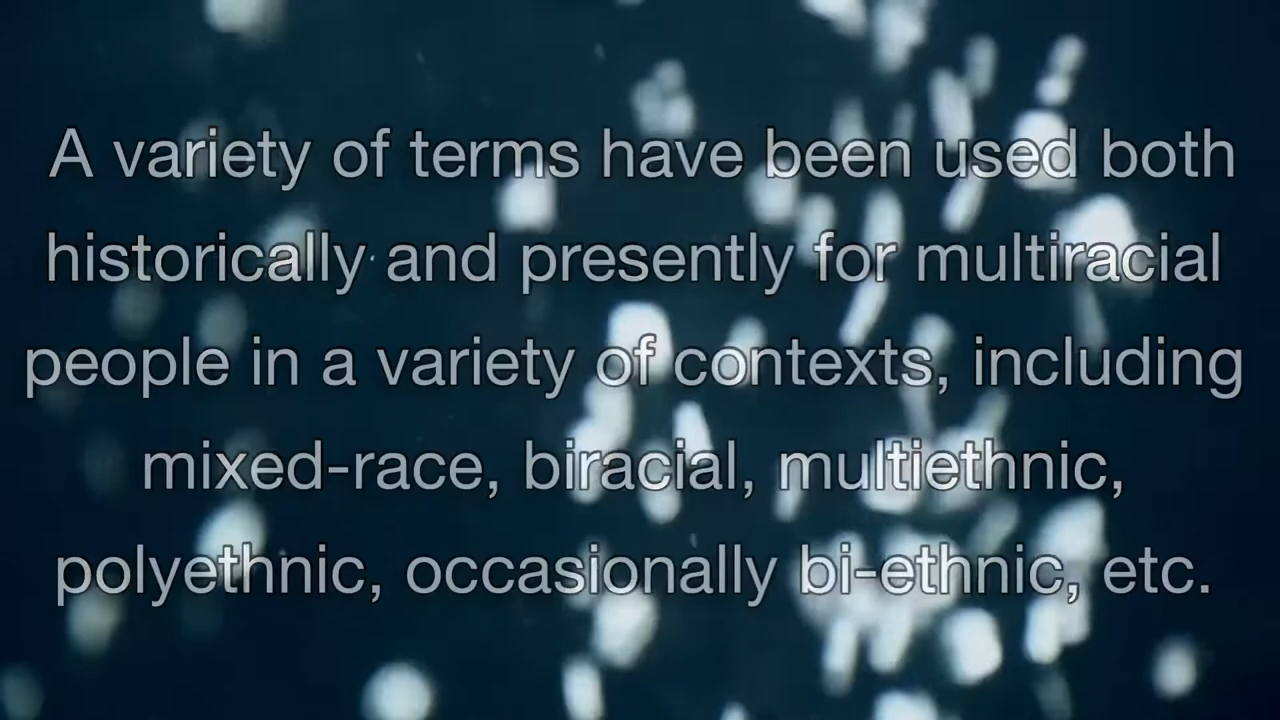 A variety of terms have been used both
historically and presently for multiracial
people in a variety of contexts, including
mixed-race, biracial, multiethnic,
polyethnic, occasionally bi-ethnic, etc.